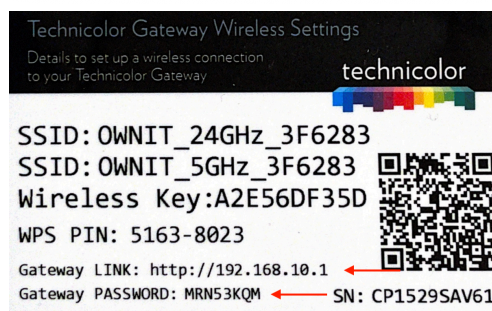 Technicolor Gateway Wireless Settings
Details to set up a wireless connection
to your Technicolor Gateway
technicolor
SSID: OWNIT_24GHz_3F6283
SSID: OWNIT_5GHz_3F6283
Wireless Key:A2E56DF35D
WPS PIN: 5163-8023
Gateway LINK: http://192.168.10.1
Gateway PASSWORD: MRN53KQM
SN: CP1529SAV61